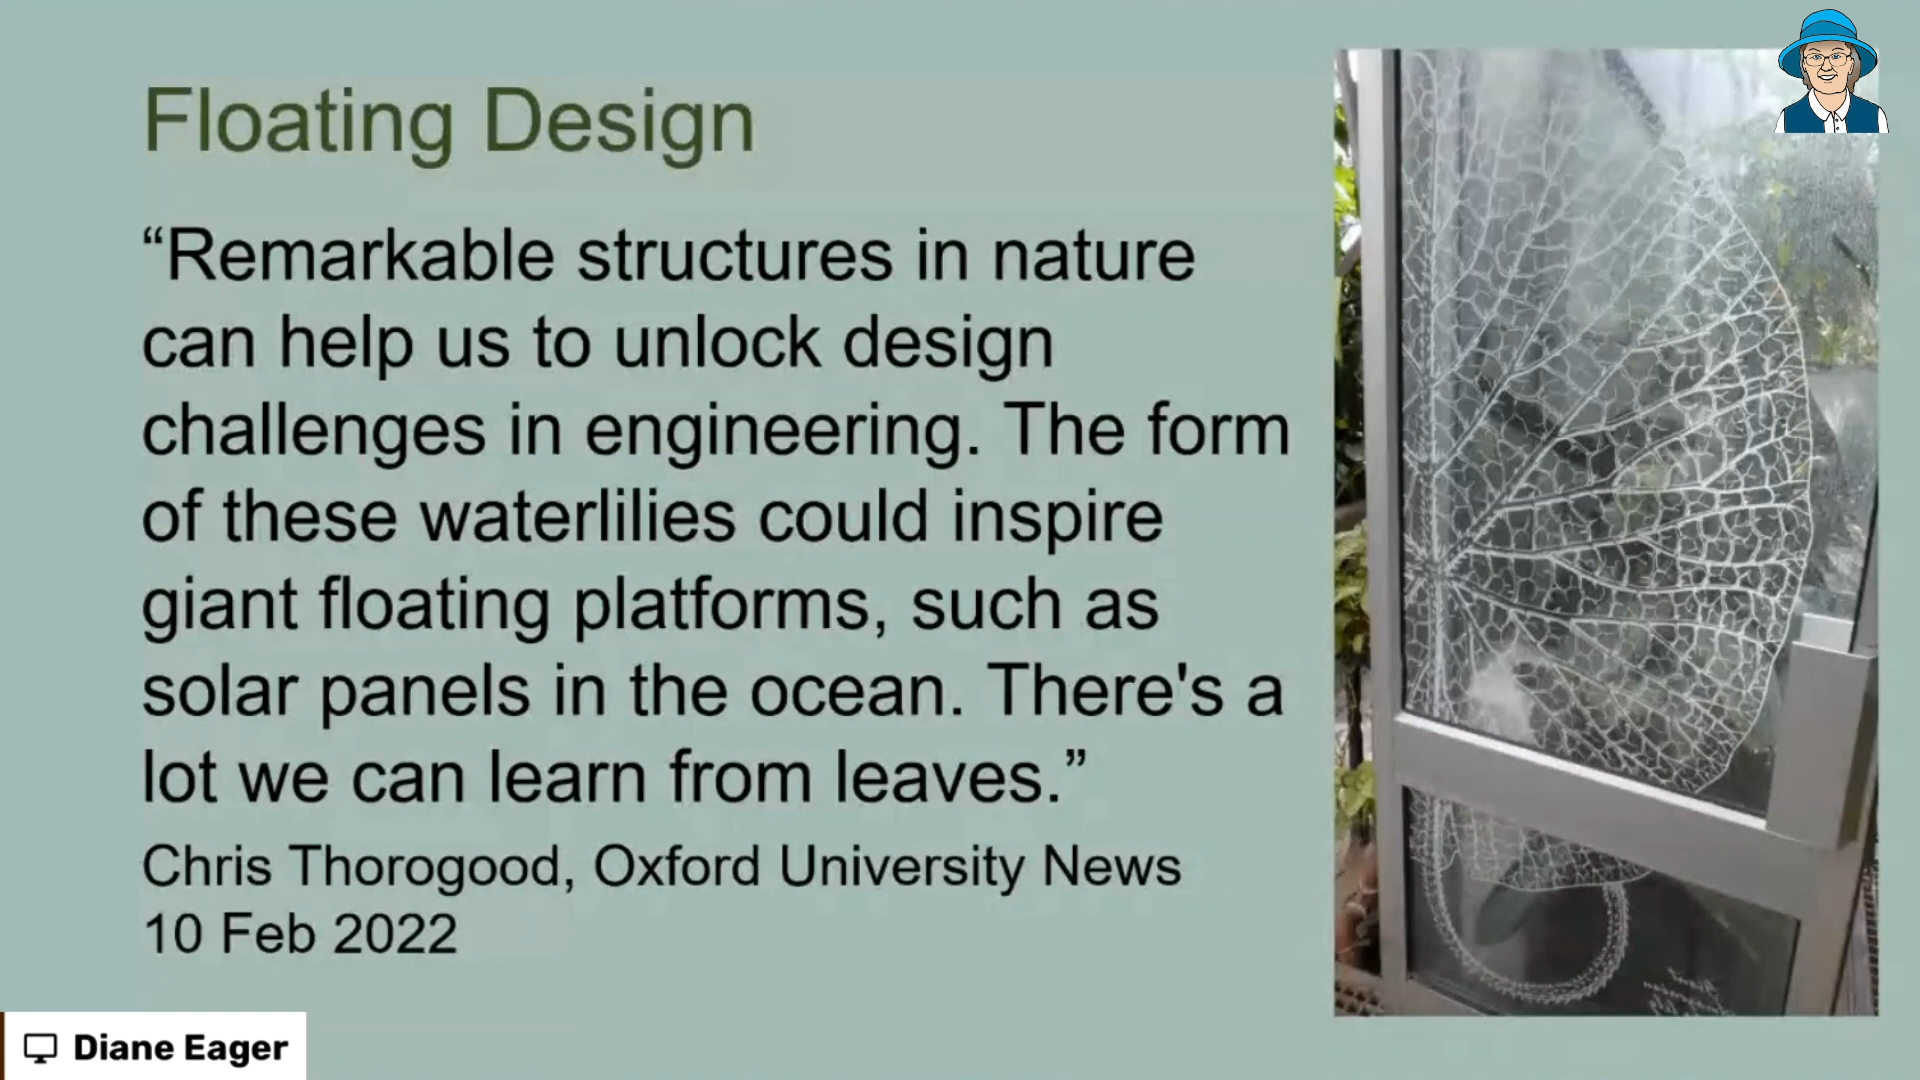 Floating Design
“Remarkable structures in nature
can help us to unlock design
challenges in engineering. The form
of these waterlilies could inspire
giant floating platforms, such as
solar panels in the ocean. There's a
lot we can learn from leaves.”
Chris Thorogood, Oxford University News
10 Feb 2022
Diane Eager